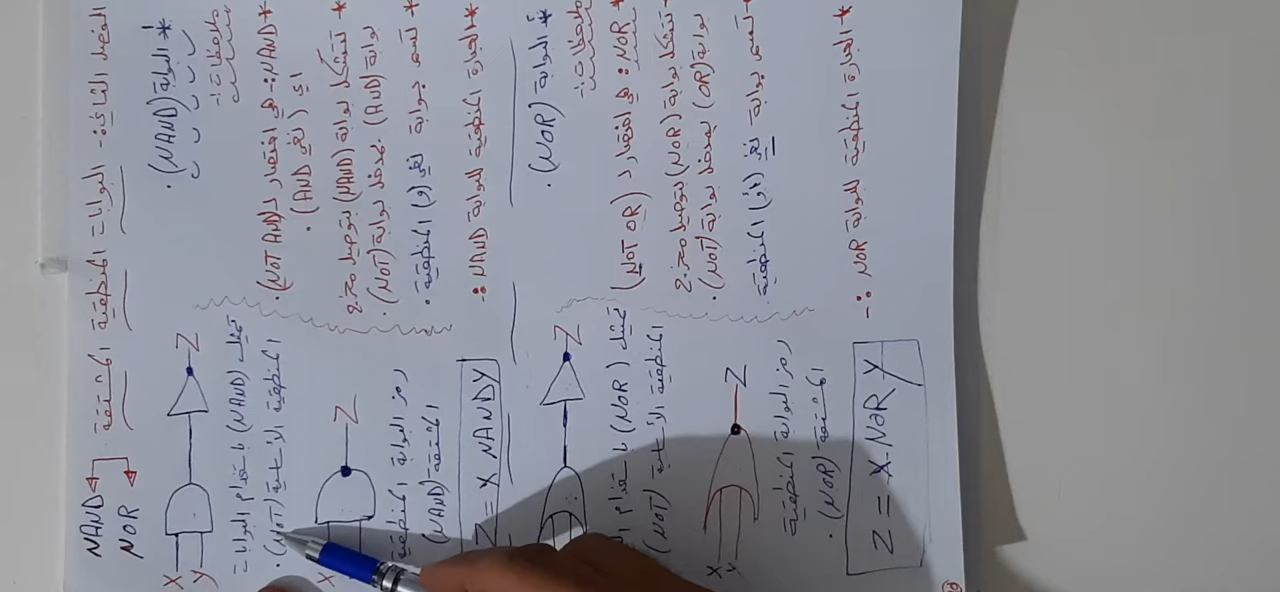 الفصل الثاني :- البوابات المنطقية المشتقة
NAND
NOR
* البوابة (NAND) .
ملاحظات :-
* NAND :- هي اختصار لـ (NOT AND) .
اي (نفي AND) .
* تتشكل بوابة (NAND) بتوصيل مخرج
بوابة (AND) بمدخل بوابة (NOT) .
* تسمى بوابة نفي (و) المنطقية .
* العبارة المنطقية للبوابة NAND :-
X
Y
Z
تمثيل (NAND) باستخدام البوابات
المنطقية الأساسية (NOT) .
X
Z
رمز البوابة المنطقية
المشتقة (NAND)
Z = X NAND Y
* البوابة (NOR) .
ملاحظات :-
* NOR : هي اختصار لـ (NOT OR)
- تتشكل بوابة (NOR) بتوصيل مخرج
بوابة (OR) بمدخل بوابة (NOT) .
* تسمى بوابة نفي (أو) المنطقية .
* العبارة المنطقية للبوابة NOR :-
Z
تمثيل (NOR) باستخدام
المنطقية الأساسية (NOT)
X
Y
Z
رمز البوابة المنطقية
المشتقة (NOR) .
Z = X NOR Y